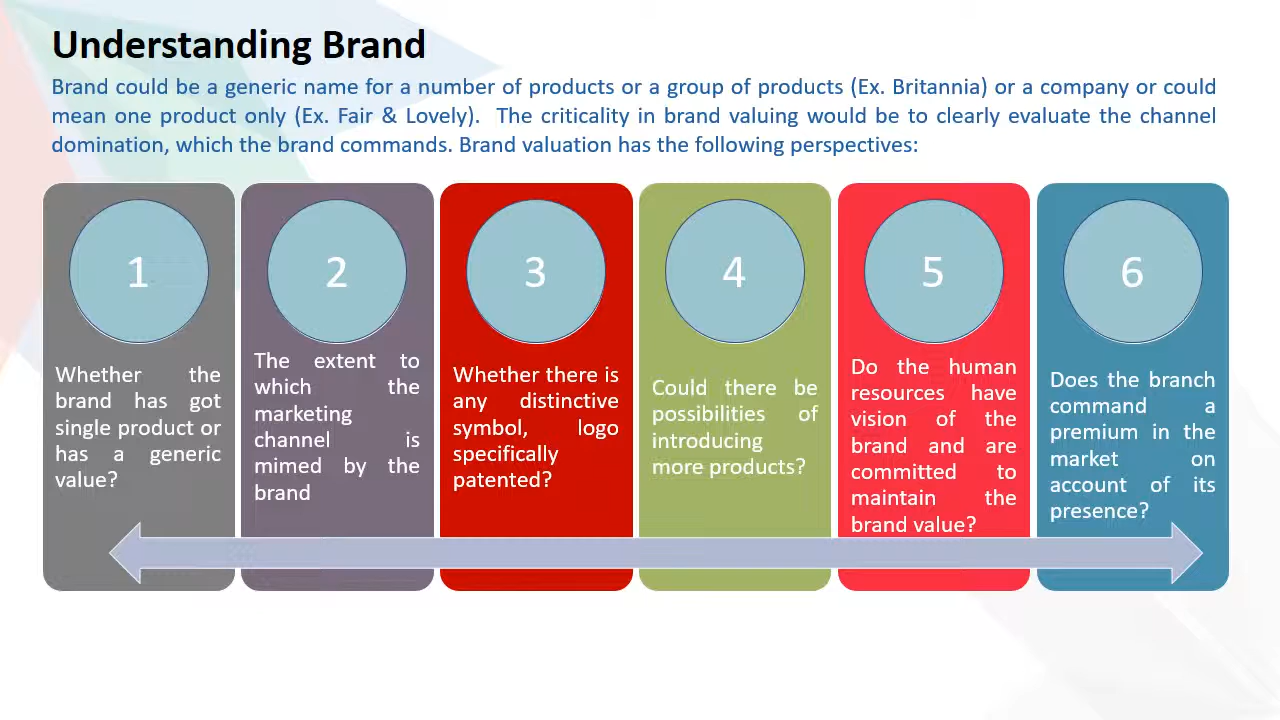 Understanding Brand
Brand could be a generic name for a number of products or a group of products (Ex. Britannia) or a company or could
mean one product only (Ex. Fair & Lovely).  The criticality in brand valuing would be to clearly evaluate the channel
domination, which the brand commands. Brand valuation has the following perspectives:
1
Whether the
brand has got
single product or
has a generic
value?
2
The extent to
which the
marketing
channel is
mimed by the
brand
3
Whether there is
any distinctive
symbol, logo
specifically
patented?
4
Could there be
possibilities of
introducing
more products?
5
Do the human
resources have
vision of the
brand and are
committed to
maintain the
brand value?
6
Does the branch
command a
premium in the
market on
account of its
presence?